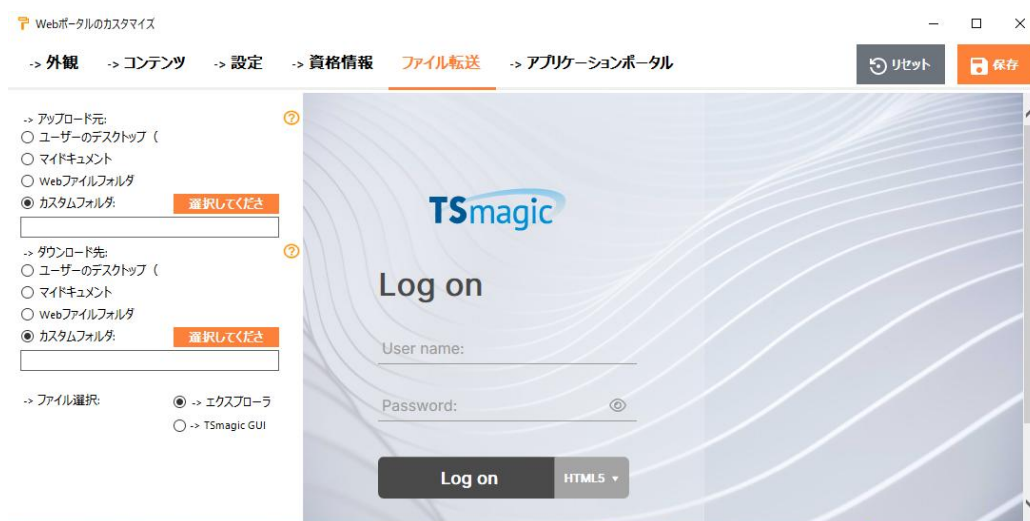 Webポータルのカスタマイズ
-> 外観 -> コンテンツ -> 設定 -> 資格情報 ファイル転送 -> アプリケーションポータル リセット 保存
-> アップロード元:
ユーザーのデスクトップ (
マイドキュメント
Webファイルフォルダ
カスタムフォルダ: 選択してくださ
-> ダウンロード先:
ユーザーのデスクトップ (
マイドキュメント
Webファイルフォルダ
カスタムフォルダ: 選択してくださ
-> ファイル選択: -> エクスプローラ
-> TSmagic GUI
TSmagic
Log on
User name:
Password:
Log on HTML5